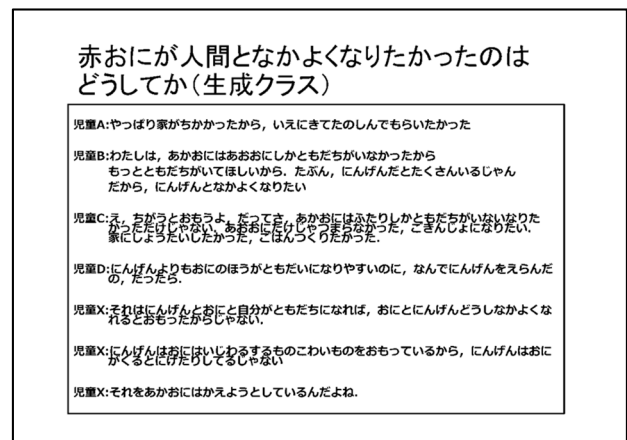 赤おにが人間となかよくなりたかったのは
どうしてか（生成クラス）
児童A:やっぱり家がちかかったから，いえにきてたのしんでもらいたかった
児童B:わたしは，あかおにはあおおにしかともだちがいなかったから
もっとともだちがいてほしいから．たぶん，にんげんだとたくさんいるじゃん
だから，にんげんとなかよくなりたい
児童C:え，ちがうとおもうよ，だってさ，あかおにはふたりしかともだちがいないなりた
かっただけじゃない，あおおにだけじゃつまらなかった，ごきんじょになりたい．
家にしょうたいしたかった，ごはんつくりたかった．
児童D:にんげんよりもおにのほうがともだいになりやすいのに，なんでにんげんをえらんだ
の，だったら．
児童X:それはにんげんとおにと自分がともだちになれば，おにとにんげんどうしなかよくな
れるとおもったからじゃない．
児童X:にんげんはおにはいじわるするものこわいものをおもっているから，にんげんはおに
がくるとにげたりしてるじゃない
児童X:それをあかおにはかえようとしているんだよね．